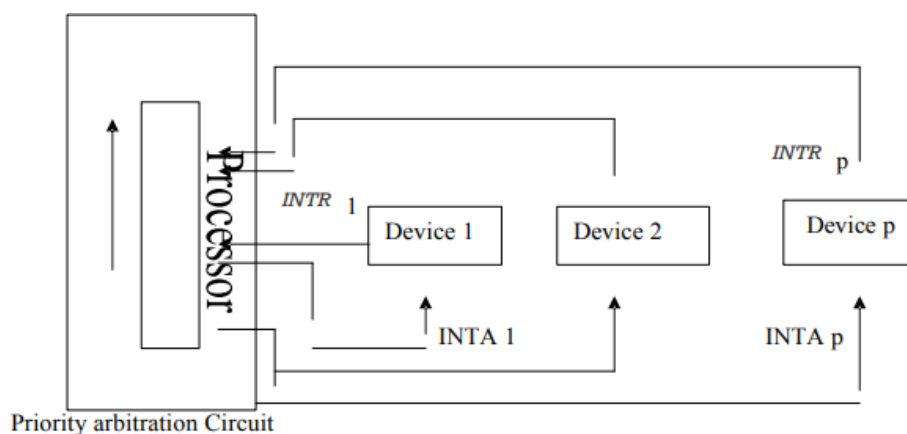 Processor
INTR p
INTR 1
Device 1
Device 2
Device p
INTA 1
INTA p
Priority arbitration Circuit